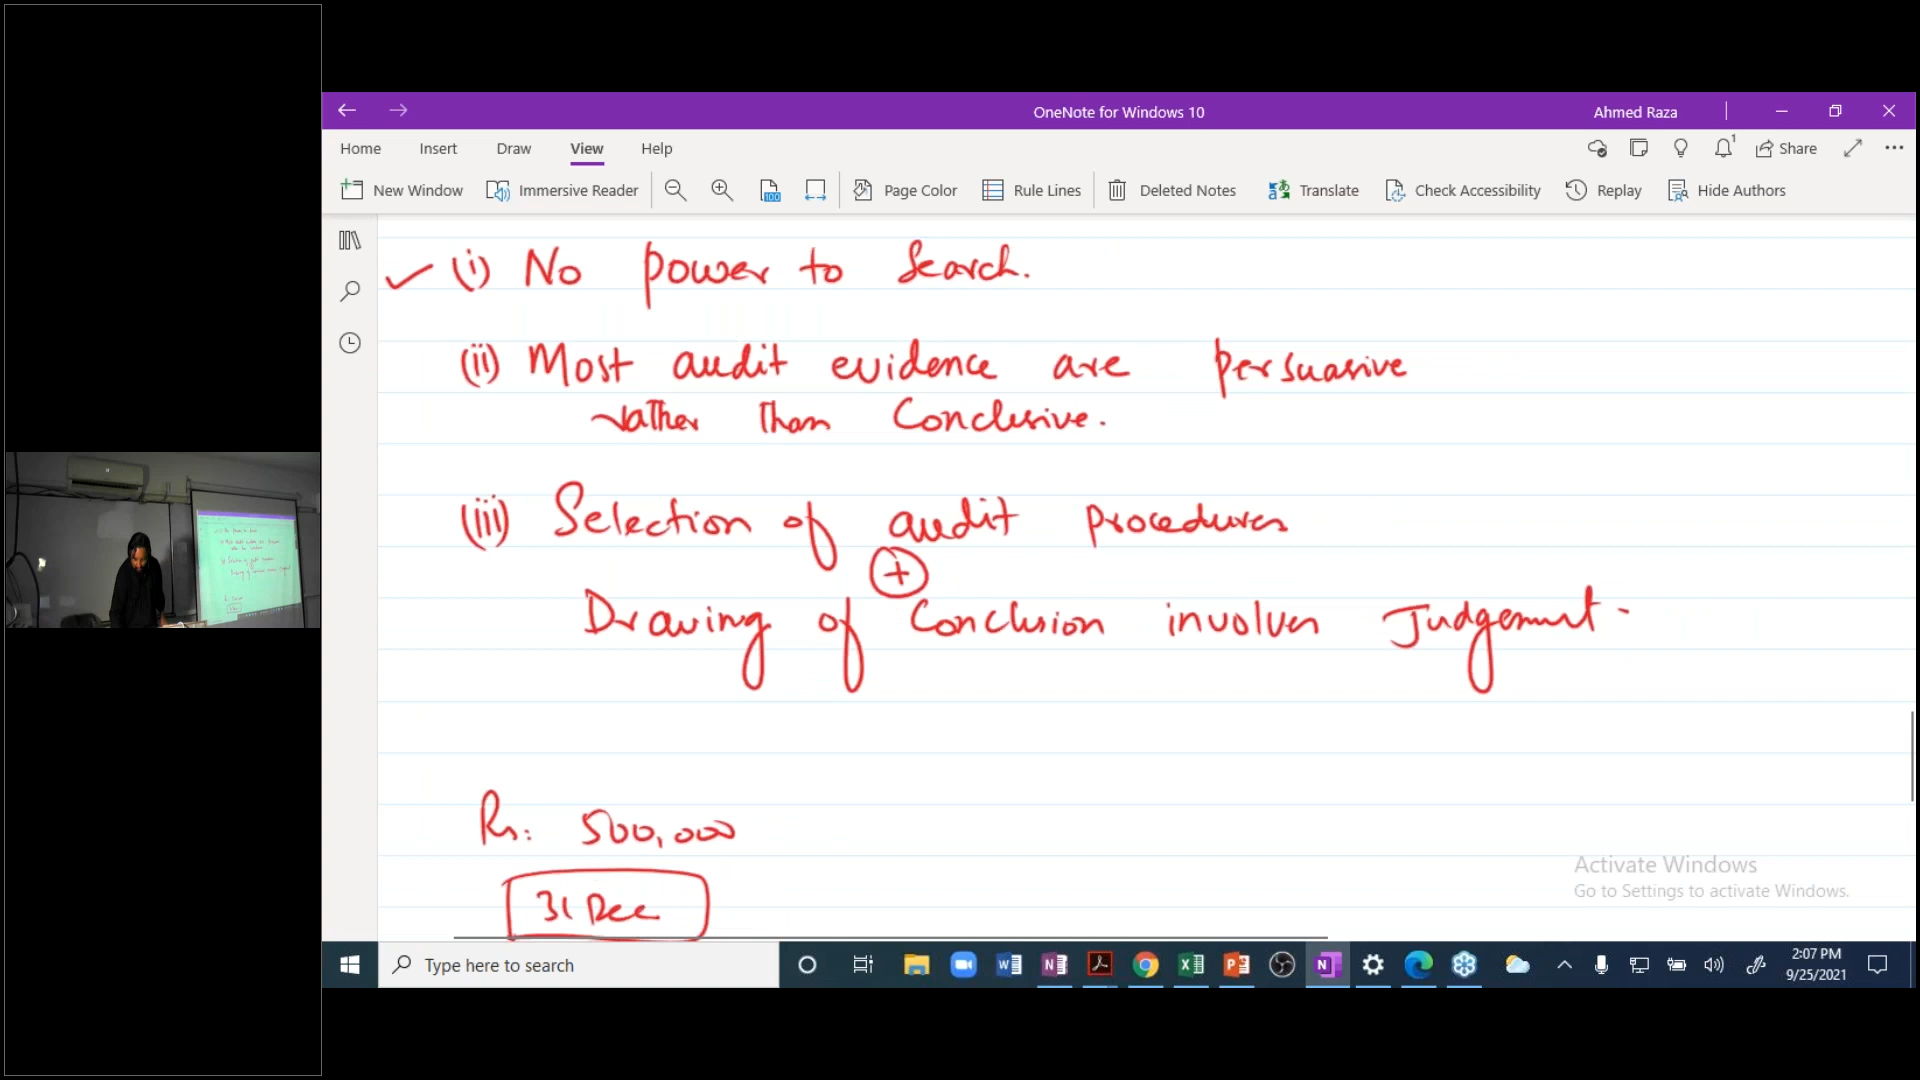 OneNote for Windows 10
Ahmed Raza
Home Insert Draw View Help
1 Share
New Window Immersive Reader 100 Page Color Rule Lines Deleted Notes Translate Check Accessibility Replay Hide Authors
(i) No power to Search.
(ii) Most audit evidence are persuasive
rather than Conclusive.
(iii) Selection of audit procedures
+
Drawing of Conclusion involves Judgement.
Rs. 500,000
31 Dec
Activate Windows
Go to Settings to activate Windows.
Type here to search
2:07 PM
9/25/2021